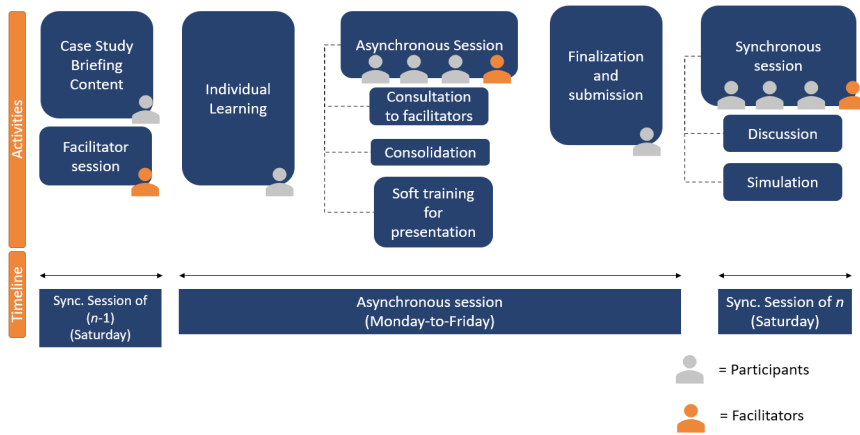 Activities
Case Study
Briefing
Content
Facilitator
session
Individual
Learning
Asynchronous Session
Consultation
to facilitators
Consolidation
Soft training
for
presentation
Finalization
and
submission
Synchronous
session
Discussion
Simulation
Timeline
Sync. Session of
(n-1)
(Saturday)
Asynchronous session
(Monday-to-Friday)
Sync. Session of n
(Saturday)
= Participants
= Facilitators